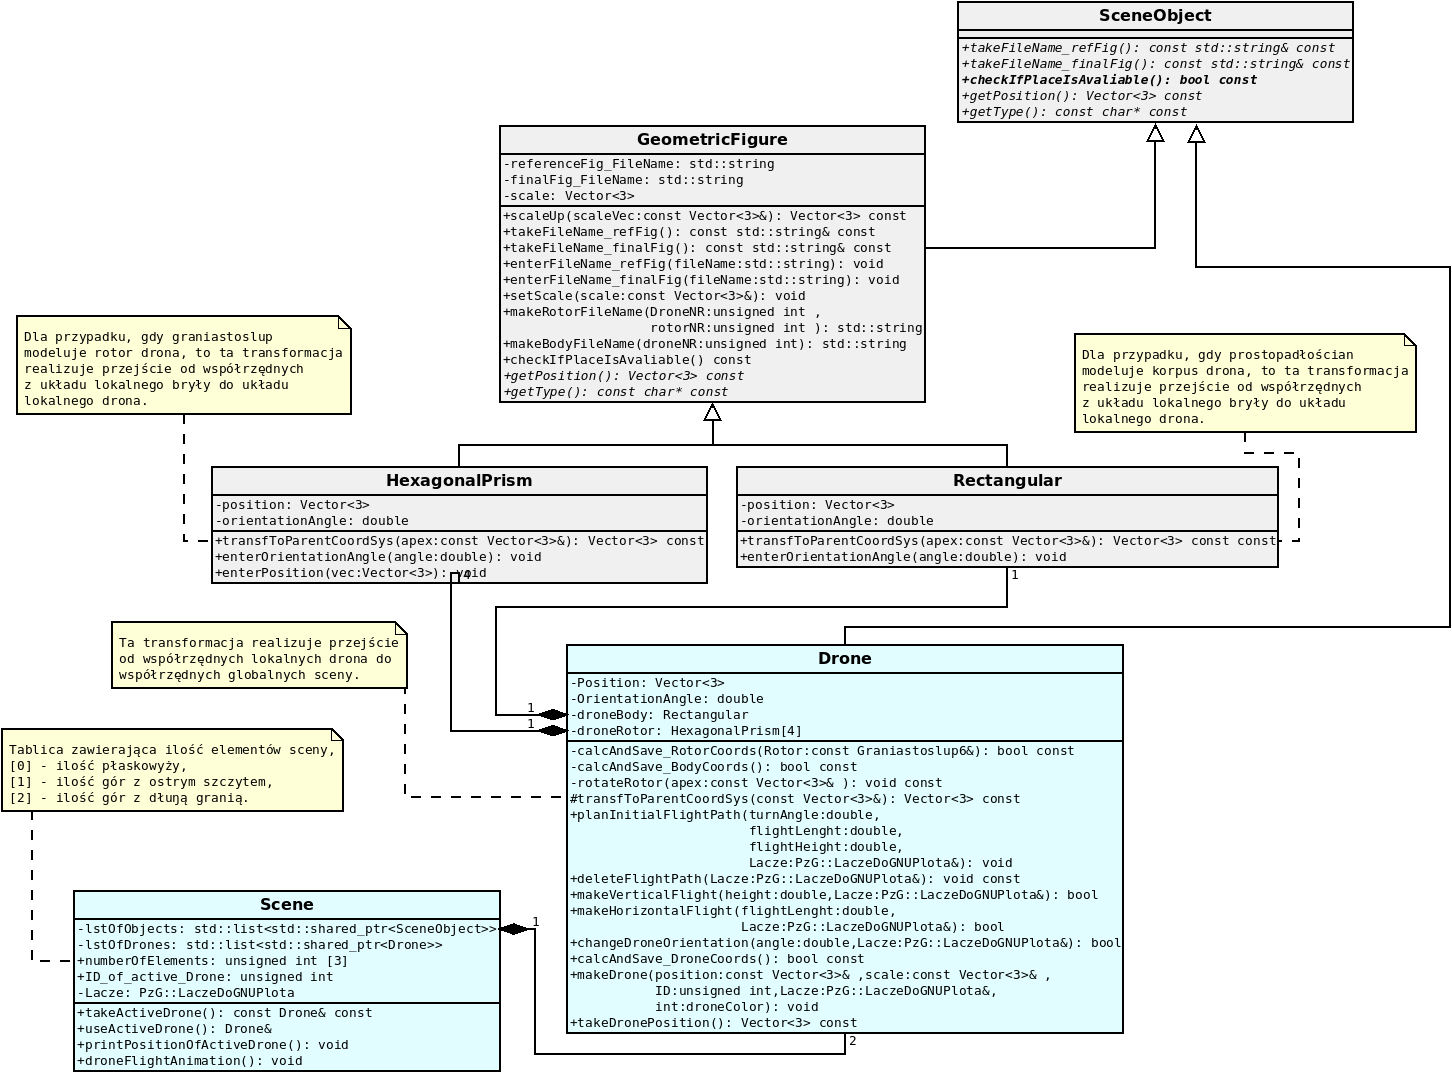 SceneObject
+takeFileName_refFig(): const std::string& const
+takeFileName_finalFig(): const std::string& const
+checkIfPlaceIsAvaliable(): bool const
+getPosition(): Vector<3> const
+getType(): const char* const
GeometricFigure
-referenceFig_FileName: std::string
-finalFig_FileName: std::string
-scale: Vector<3>
+scaleUp(scaleVec:const Vector<3>&): Vector<3> const
+takeFileName_refFig(): const std::string& const
+takeFileName_finalFig(): const std::string& const
+enterFileName_refFig(fileName:std::string): void
+enterFileName_finalFig(fileName:std::string): void
+setScale(scale:const Vector<3>&): void
+makeRotorFileName(DroneNR:unsigned int ,
rotorNR:unsigned int ): std::string
+makeBodyFileName(droneNR:unsigned int): std::string
+checkIfPlaceIsAvaliable() const
+getPosition(): Vector<3> const
+getType(): const char* const
Dla przypadku, gdy graniastoslup
modeluje rotor drona, to ta transformacja
realizuje przejście od współrzędnych
z układu lokalnego bryły do układu
lokalnego drona.
Dla przypadku, gdy prostopadłościan
modeluje korpus drona, to ta transformacja
realizuje przejście od współrzędnych
z układu lokalnego bryły do układu
lokalnego drona.
HexagonalPrism
-position: Vector<3>
-orientationAngle: double
+transfToParentCoordSys(apex:const Vector<3>&): Vector<3> const
+enterOrientationAngle(angle:double): void
+enterPosition(vec:Vector<3>): void
4
Rectangular
-position: Vector<3>
-orientationAngle: double
+transfToParentCoordSys(apex:const Vector<3>&): Vector<3> const const
+enterOrientationAngle(angle:double): void
1
Ta transformacja realizuje przejście
od współrzędnych lokalnych drona do
współrzędnych globalnych sceny.
Tablica zawierająca ilość elementów sceny,
[0] - ilość płaskowyży,
[1] - ilość gór z ostrym szczytem,
[2] - ilość gór z dłuŋą granią.
Drone
-Position: Vector<3>
-OrientationAngle: double
1
-droneBody: Rectangular
1
-droneRotor: HexagonalPrism[4]
-calcAndSave_RotorCoords(Rotor:const Graniastoslup6&): bool const
-calcAndSave_BodyCoords(): bool const
-rotateRotor(apex:const Vector<3>& ): void const
#transfToParentCoordSys(const Vector<3>&): Vector<3> const
+planInitialFlightPath(turnAngle:double,
flightLenght:double,
flightHeight:double,
Lacze:PzG::LaczeDoGNUPlota&): void
+deleteFlightPath(Lacze:PzG::LaczeDoGNUPlota&): void const
+makeVerticalFlight(height:double,Lacze:PzG::LaczeDoGNUPlota&): bool
+makeHorizontalFlight(flightLenght:double,
Lacze:PzG::LaczeDoGNUPlota&): bool
+changeDroneOrientation(angle:double,Lacze:PzG::LaczeDoGNUPlota&): bool
+calcAndSave_DroneCoords(): bool const
+makeDrone(position:const Vector<3>& ,scale:const Vector<3>& ,
ID:unsigned int,Lacze:PzG::LaczeDoGNUPlota&,
int:droneColor): void
+takeDronePosition(): Vector<3> const
2
Scene
-lstOfObjects: std::list<std::shared_ptr<SceneObject>>
1
-lstOfDrones: std::list<std::shared_ptr<Drone>>
+numberOfElements: unsigned int [3]
+ID_of_active_Drone: unsigned int
-Lacze: PzG::LaczeDoGNUPlota
+takeActiveDrone(): const Drone& const
+useActiveDrone(): Drone&
+printPositionOfActiveDrone(): void
+droneFlightAnimation(): void